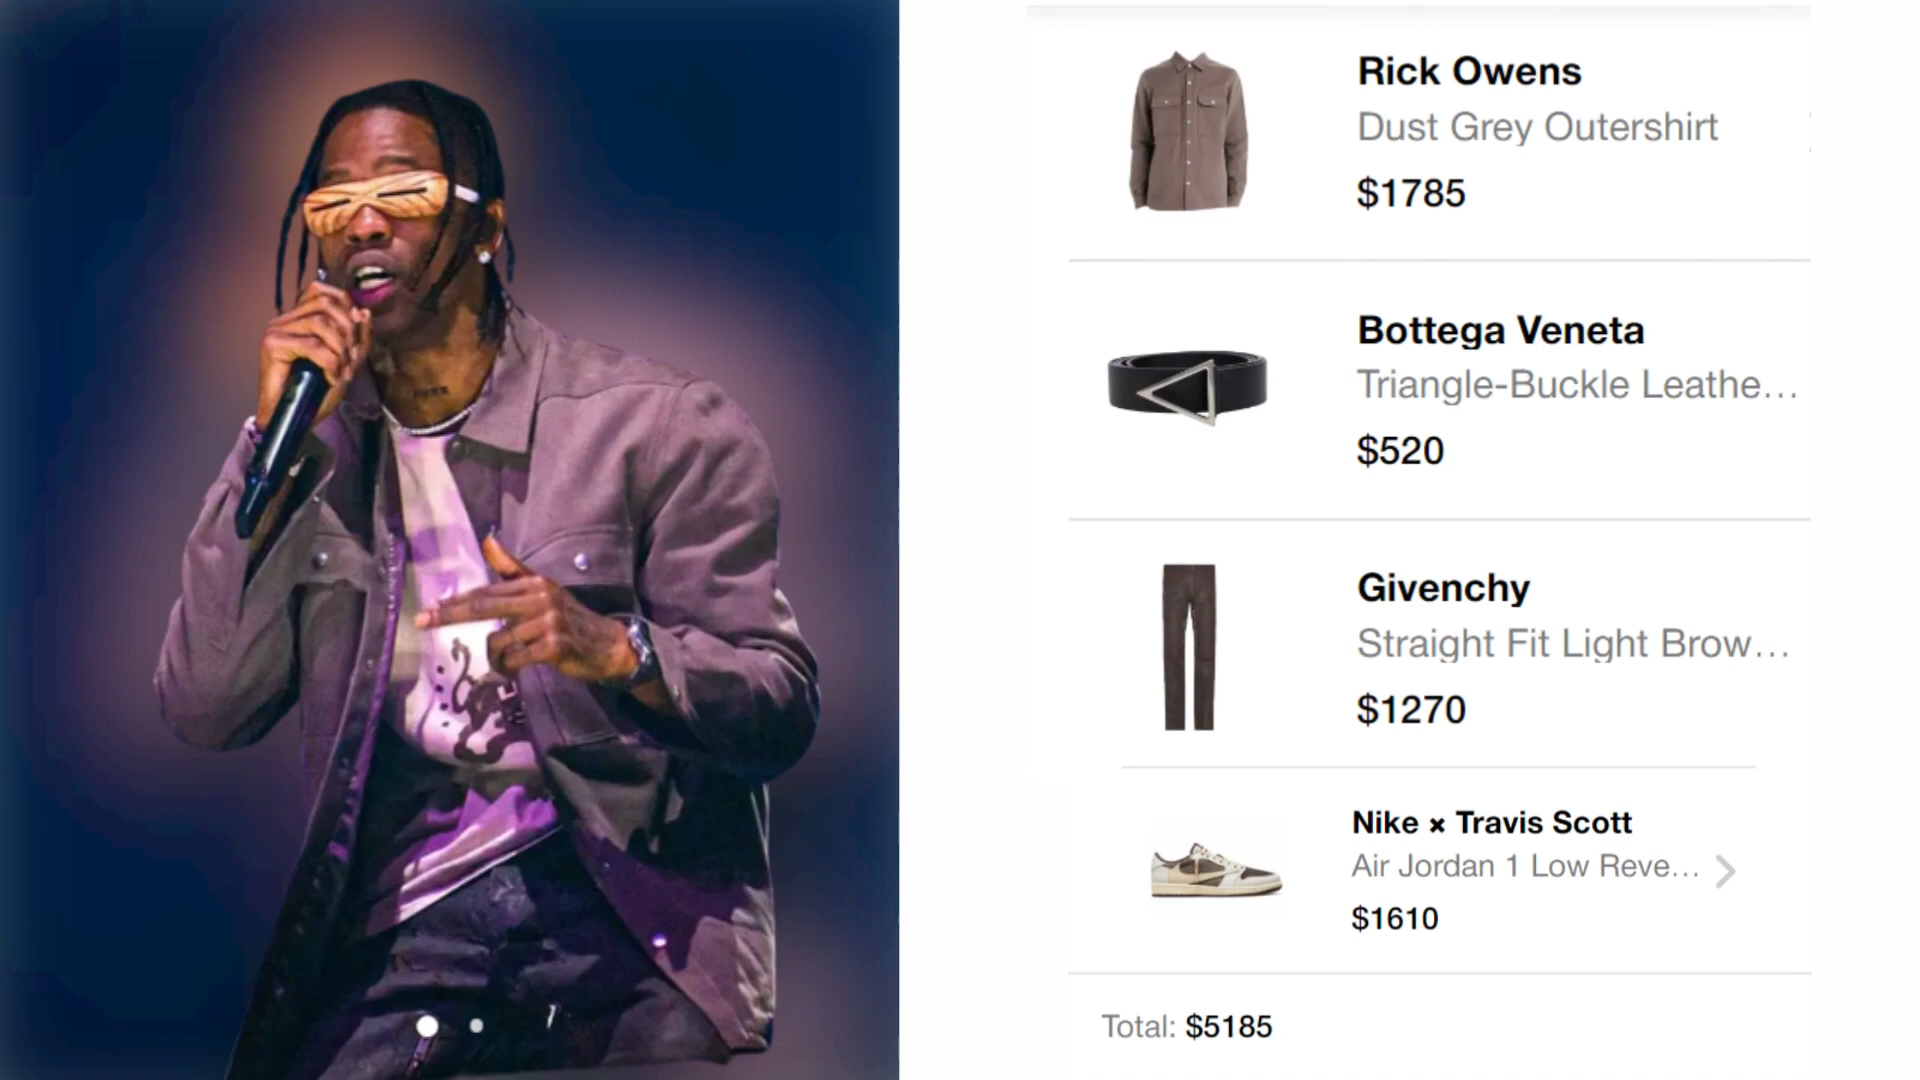 Rick Owens
Dust Grey Outershirt
$1785
Bottega Veneta
Triangle-Buckle Leathe...
$520
Givenchy
Straight Fit Light Brow...
$1270
Nike × Travis Scott
Air Jordan 1 Low Reve...
$1610
Total: $5185